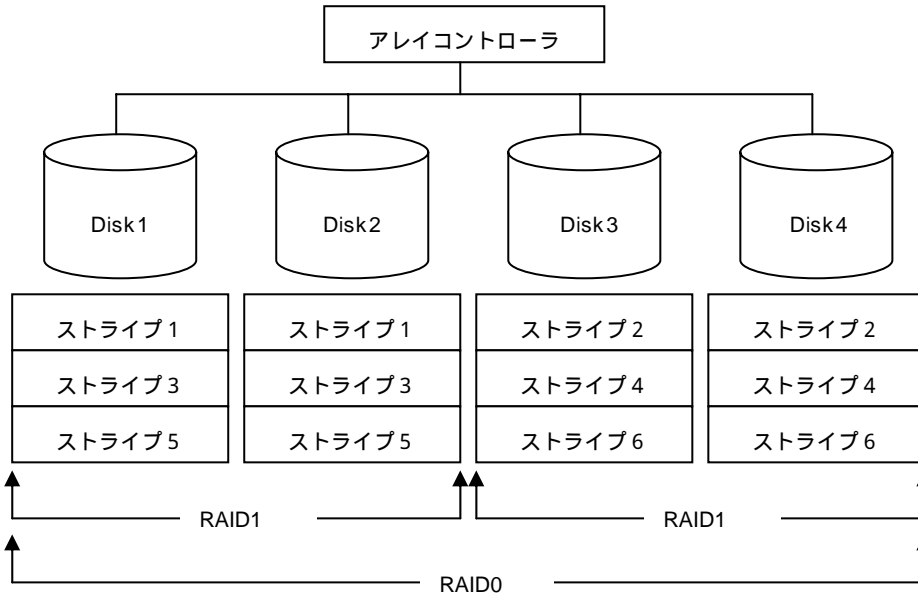 アレイコントローラ
Disk1 Disk2 Disk3 Disk4
ストライプ1 ストライプ1 ストライプ2 ストライプ2
ストライプ3 ストライプ3 ストライプ4 ストライプ4
ストライプ5 ストライプ5 ストライプ6 ストライプ6
RAID1 RAID1
RAID0